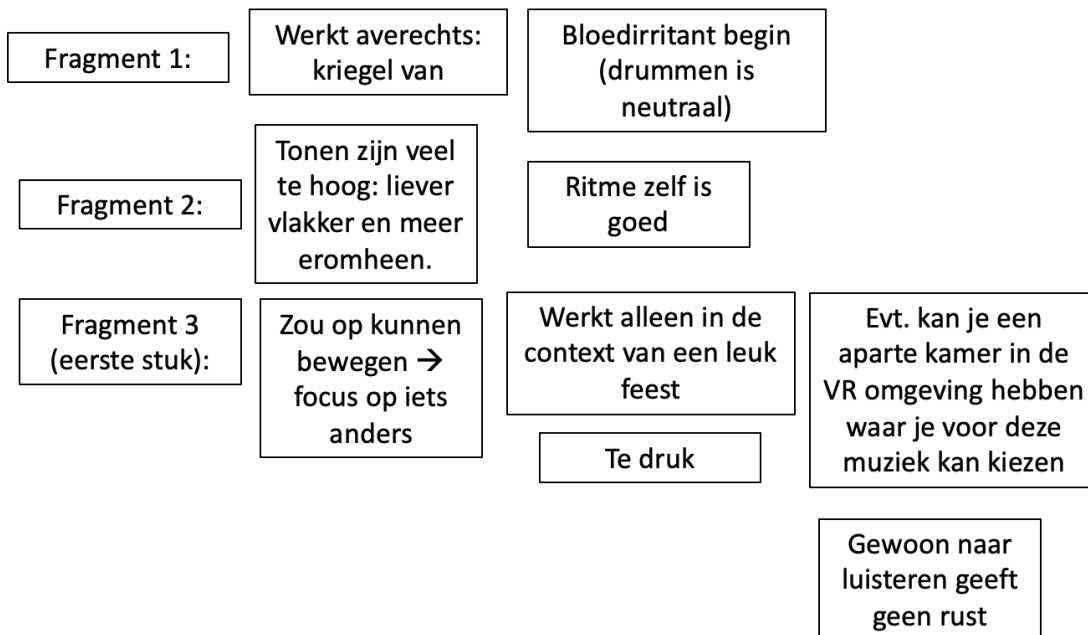 Fragment 1:
Werkt averechts:
kriegel van
Bloedirritant begin
(drummen is
neutraal)
Fragment 2:
Tonen zijn veel
te hoog: liever
vlakker en meer
eromheen.
Ritme zelf is
goed
Fragment 3
(eerste stuk):
Zou op kunnen
bewegen →
focus op iets
anders
Werkt alleen in de
context van een leuk
feest
Te druk
Evt. kan je een
aparte kamer in de
VR omgeving hebben
waar je voor deze
muziek kan kiezen
Gewoon naar
luisteren geeft
geen rust